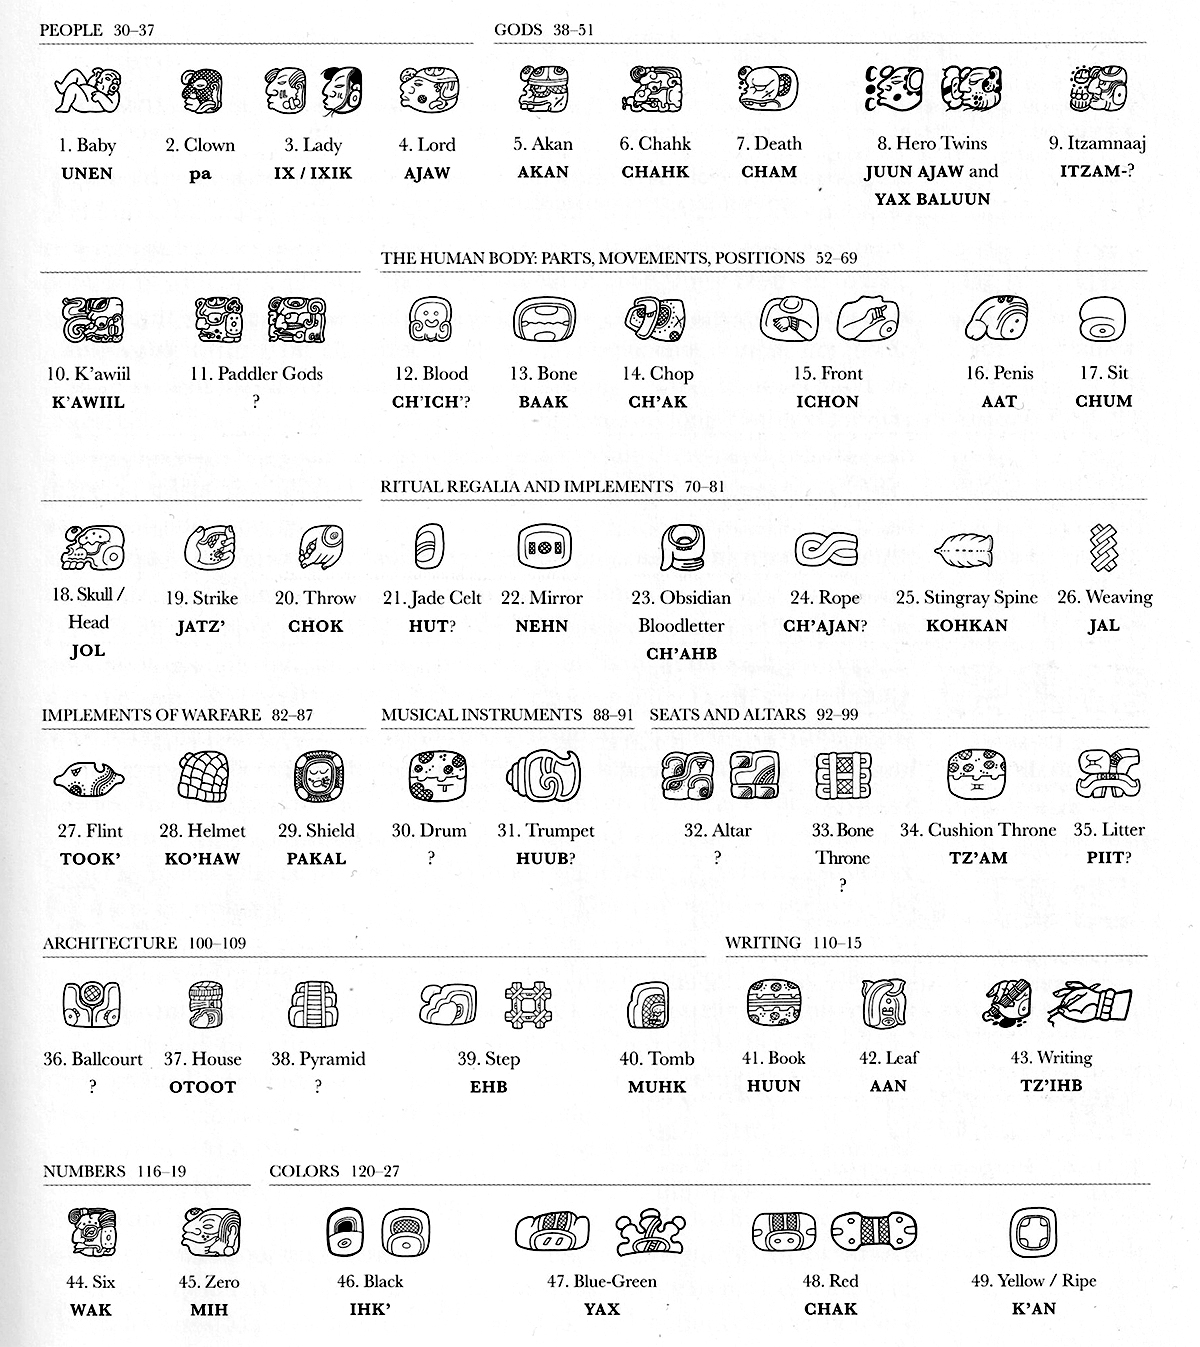 PEOPLE 30–37
GODS 38–51
1. Baby
UNEN
2. Clown
pa
3. Lady
IX / IXIK
4. Lord
AJAW
5. Akan
AKAN
6. Chahk
CHAHK
7. Death
CHAM
8. Hero Twins
JUUN AJAW and
YAX BALUUN
9. Itzamnaaj
ITZAM-?
THE HUMAN BODY: PARTS, MOVEMENTS, POSITIONS 52–69
10. K'awiil
K'AWIIL
11. Paddler Gods
?
12. Blood
CH'ICH'?
13. Bone
BAAK
14. Chop
CH'AK
15. Front
ICHON
16. Penis
AAT
17. Sit
CHUM
RITUAL REGALIA AND IMPLEMENTS 70–81
18. Skull /
Head
JOL
19. Strike
JATZ'
20. Throw
CHOK
21. Jade Celt
HUT?
22. Mirror
NEHN
23. Obsidian
Bloodletter
CH'AHB
24. Rope
CH'AJAN?
25. Stingray Spine
KOHKAN
26. Weaving
JAL
IMPLEMENTS OF WARFARE 82–87
MUSICAL INSTRUMENTS 88–91
SEATS AND ALTARS 92–99
27. Flint
TOOK'
28. Helmet
KO'HAW
29. Shield
PAKAL
30. Drum
?
31. Trumpet
HUUB?
32. Altar
?
33. Bone
Throne
?
34. Cushion Throne
TZ'AM
35. Litter
PIIT?
ARCHITECTURE 100–109
WRITING 110–15
36. Ballcourt
?
37. House
OTOOT
38. Pyramid
?
39. Step
EHB
40. Tomb
MUHK
41. Book
HUUN
42. Leaf
AAN
43. Writing
TZ'IHB
NUMBERS 116–19
COLORS 120–27
44. Six
WAK
45. Zero
MIH
46. Black
IHK'
47. Blue-Green
YAX
48. Red
CHAK
49. Yellow / Ripe
K'AN